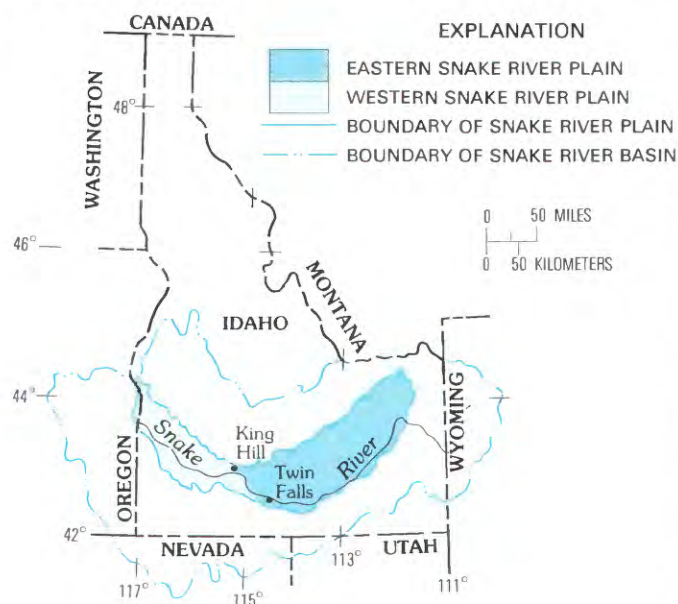 CANADA
EXPLANATION
EASTERN SNAKE RIVER PLAIN
WESTERN SNAKE RIVER PLAIN
BOUNDARY OF SNAKE RIVER PLAIN
BOUNDARY OF SNAKE RIVER BASIN
WASHINGTON
48°
0 50 MILES
0 50 KILOMETERS
46°
MONTANA
IDAHO
44°
WYOMING
OREGON
Snake
River
King
Hill
Twin
Falls
42°
NEVADA
UTAH
113°
117°
115°
111°